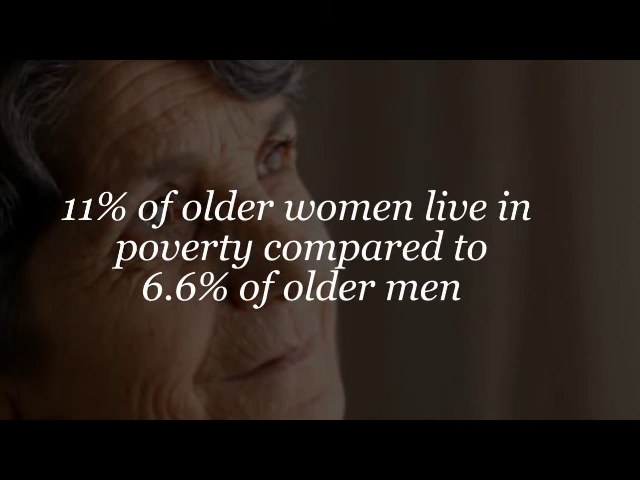 11% of older women live in
poverty compared to
6.6% of older men